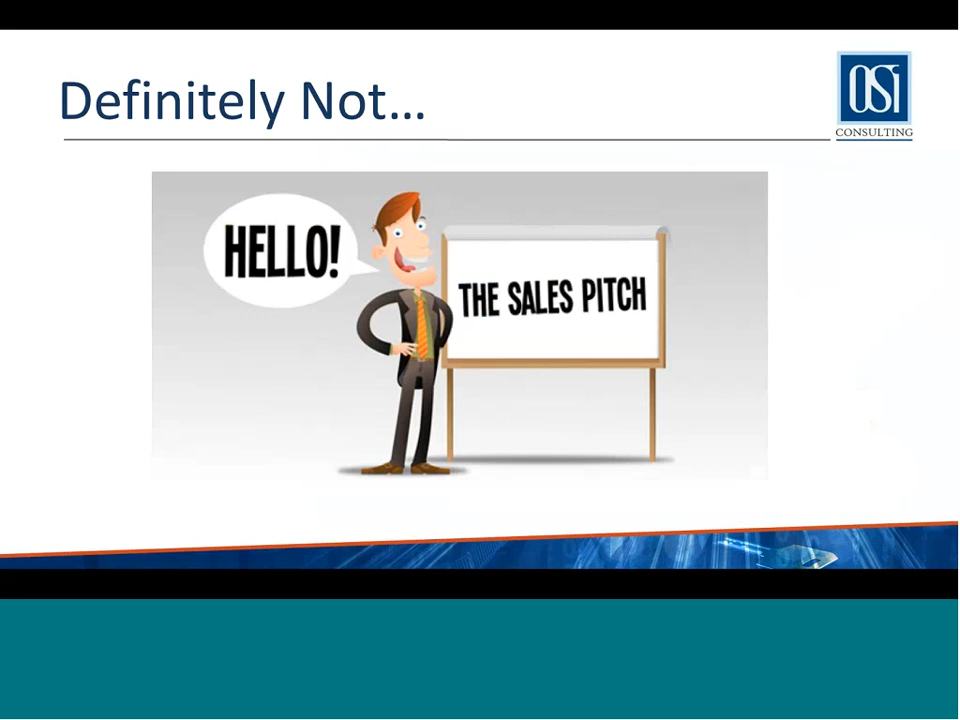 Definitely Not...
OSi
CONSULTING
HELLO!
THE SALES PITCH